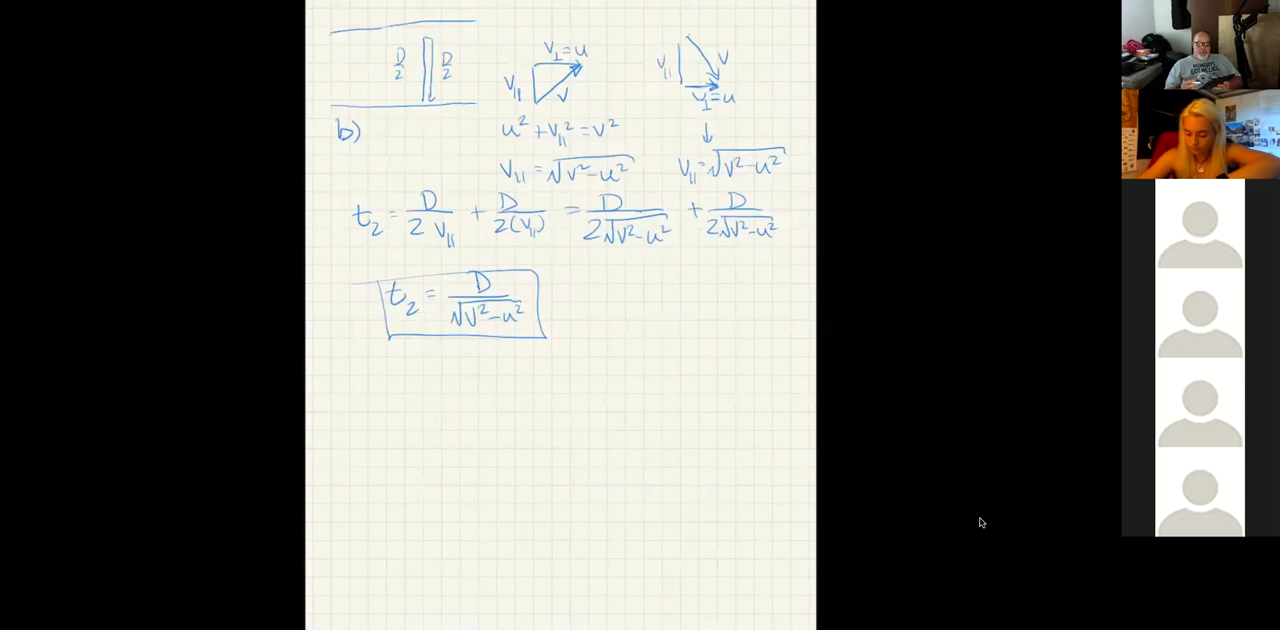 D/2 D/2
V⊥ = u
V∥ V
V∥ V
V⊥ = u
b)
u² + V∥² = V²
V∥ = √V² − u²
V∥ = √V² − u²
t₂ = D/2 V∥ + D/2(V∥) = D/2√V² − u² + D/2√V² − u²
t₂ = D/√V² − u²